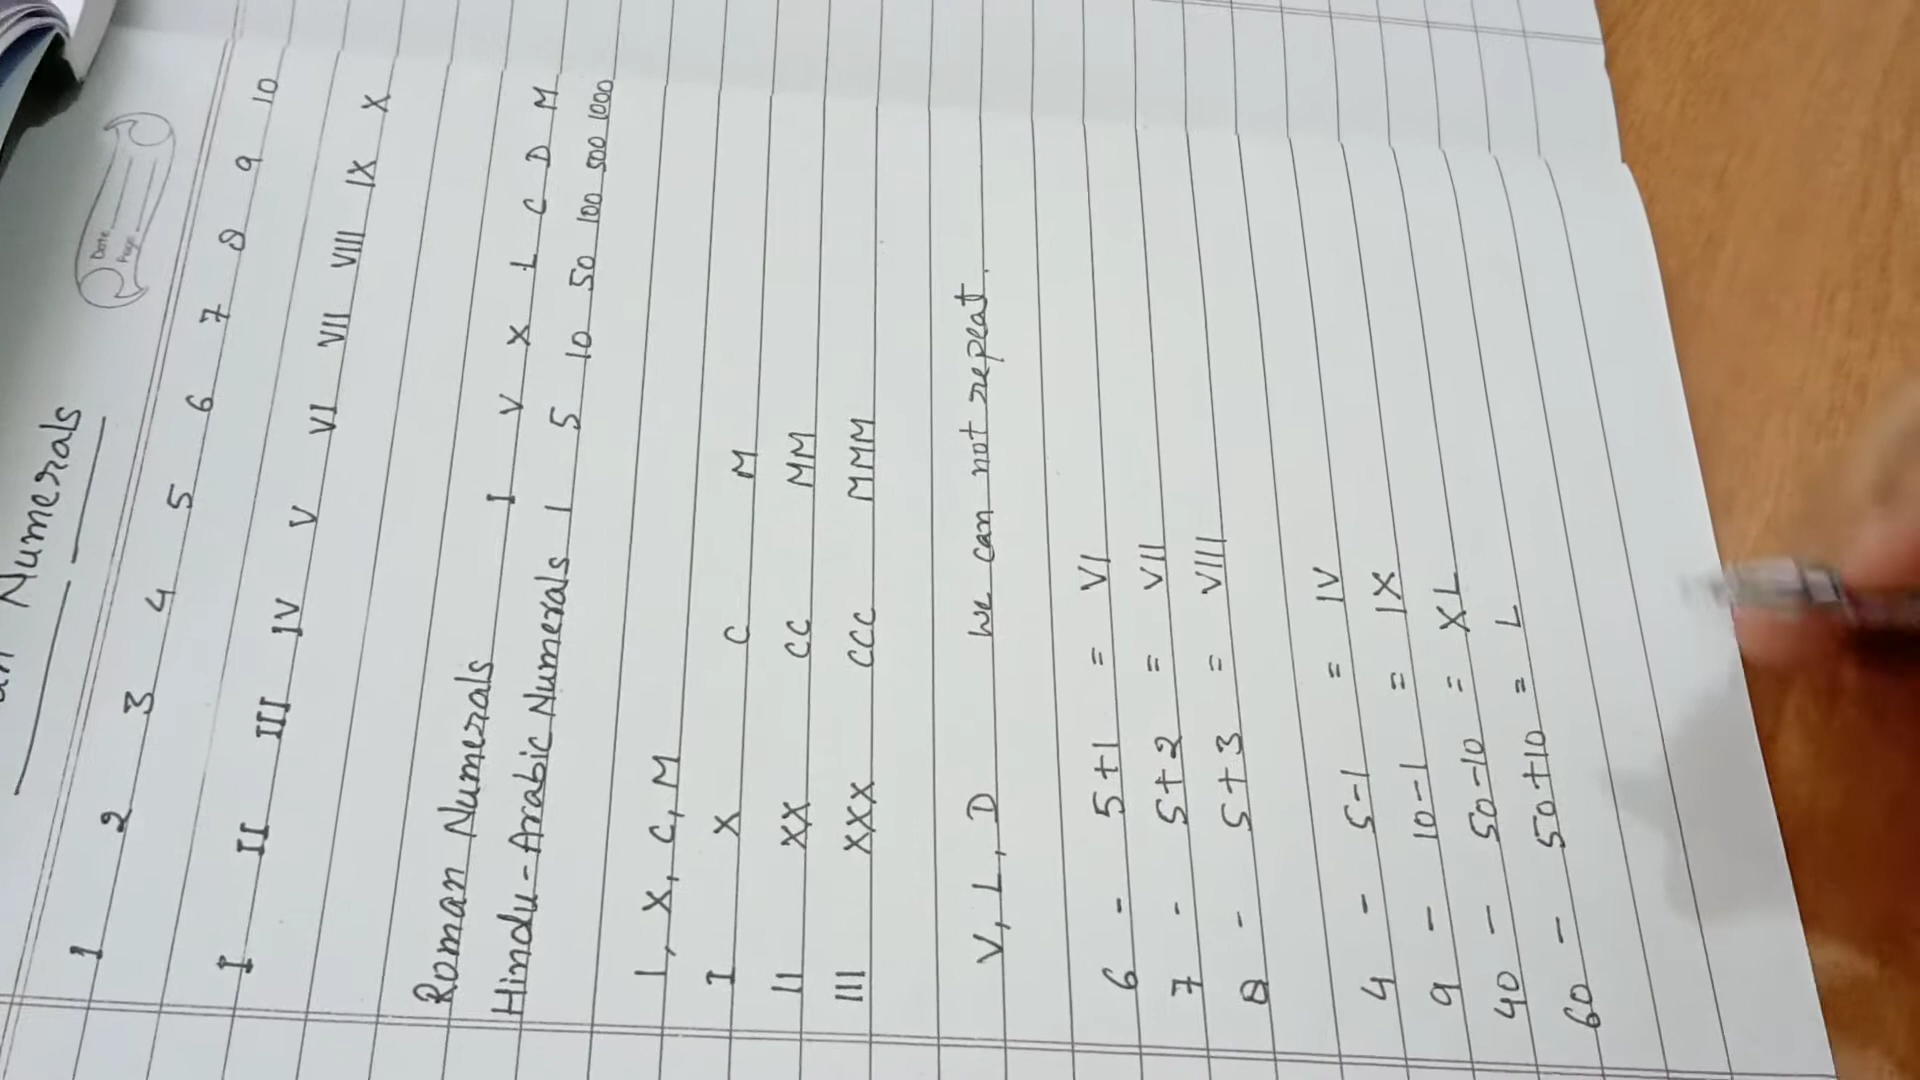 Numerals
Date
Page
1 2 3 4 5 6 7 8 9 10
I II III IV V VI VII VIII IX X
Roman Numerals I V X L C D M
Hindu-Arabic Numerals 1 5 10 50 100 500 1000
I, X, C, M
I X C M
II XX CC MM
III XXX CCC MMM
V, L, D We can not repeat.
6 - 5+1 = VI
7 - 5+2 = VII
8 - 5+3 = VIII
4 - 5-1 = IV
9 - 10-1 = IX
40 - 50-10 = XL
60 - 50+10 = L